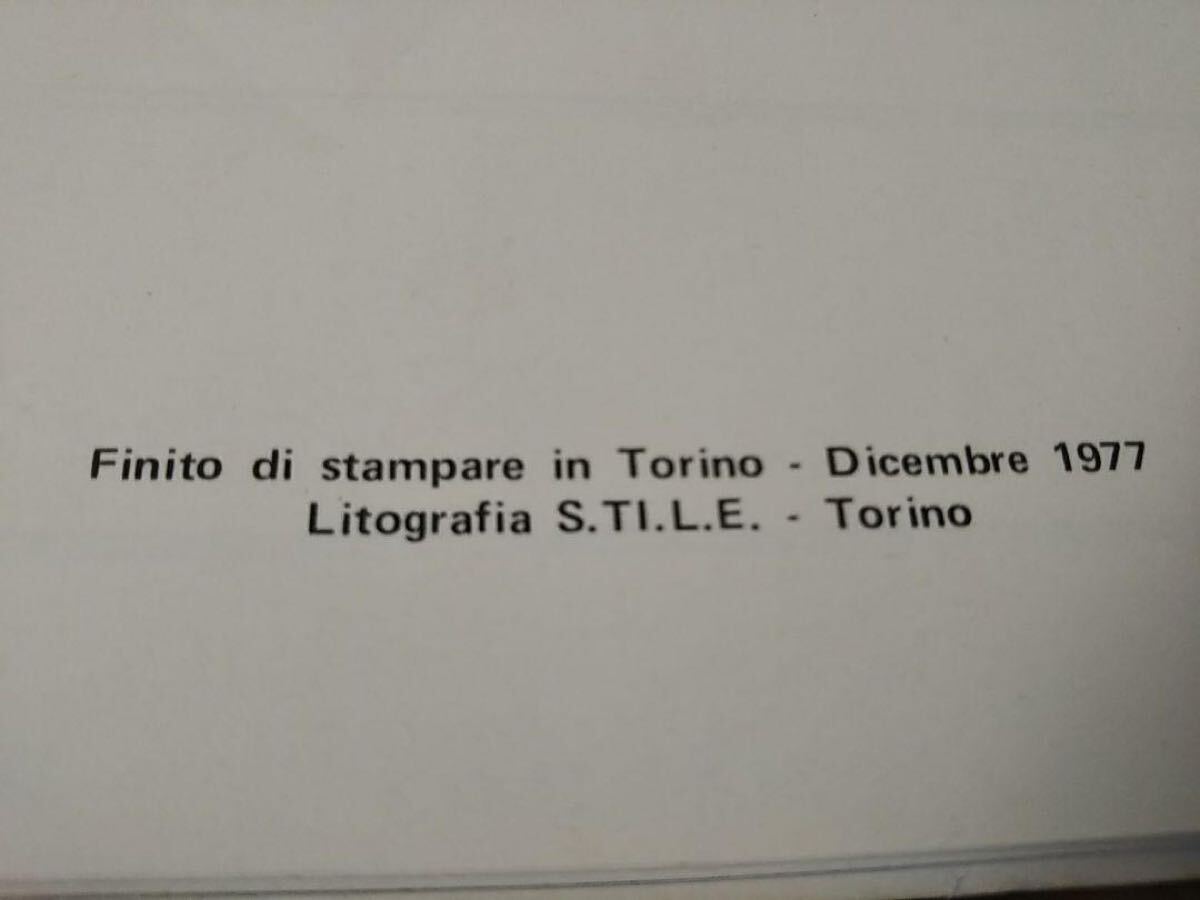 Finito di stampare in Torino - Dicembre 1977
Litografia S.TI.L.E. - Torino